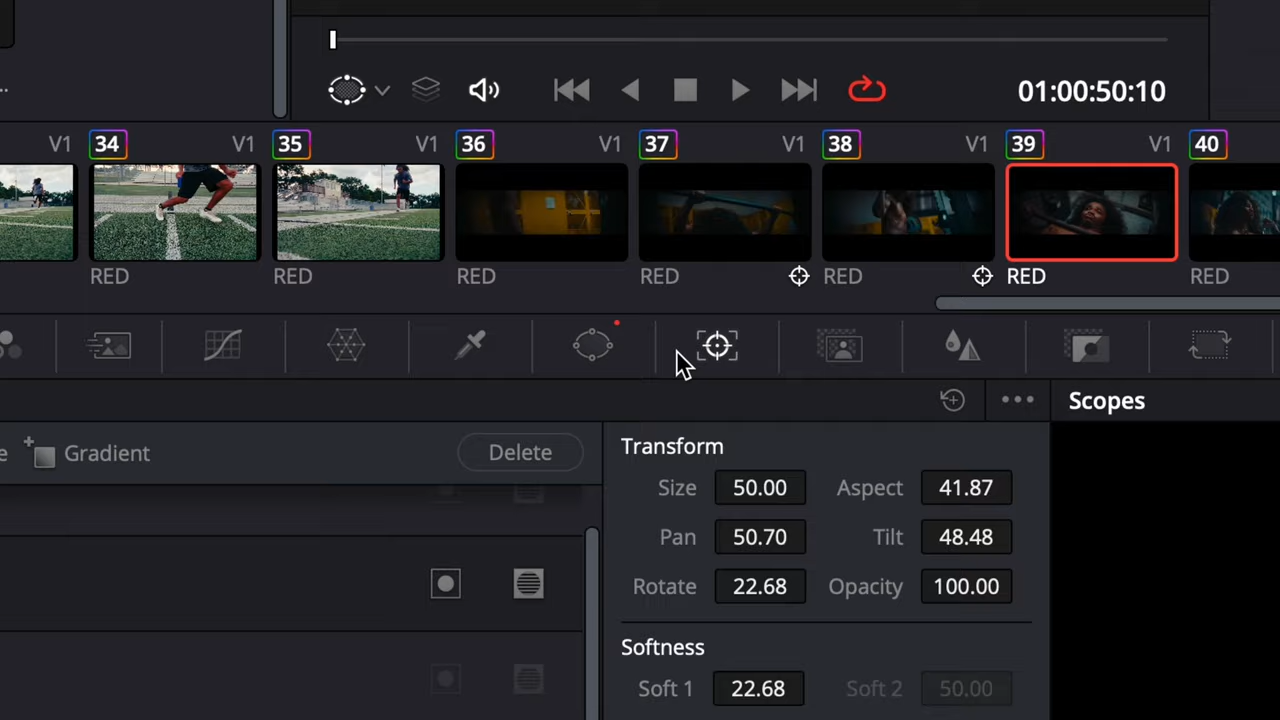 01:00:50:10
V1 34 V1 35 V1 36 V1 37 V1 38 V1 39 V1 40
RED RED RED RED RED RED RED
Scopes
e Gradient Delete
Transform
Size 50.00 Aspect 41.87
Pan 50.70 Tilt 48.48
Rotate 22.68 Opacity 100.00
Softness
Soft 1 22.68 Soft 2 50.00